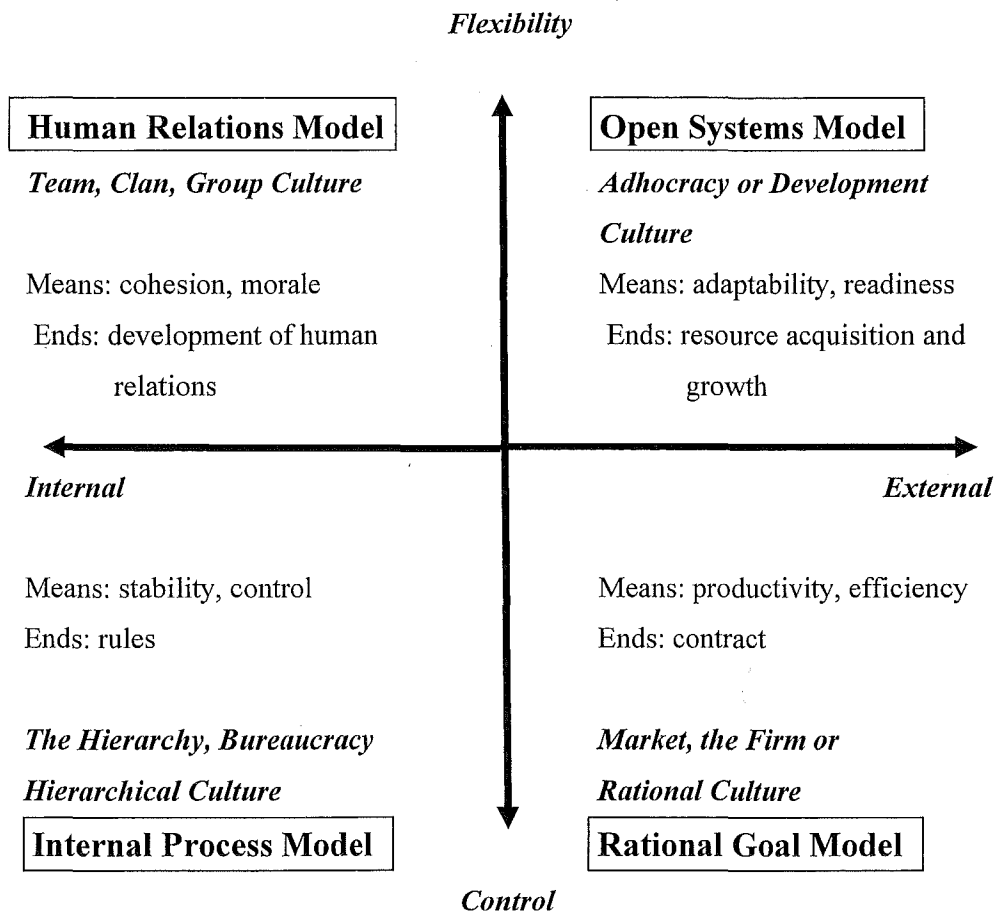 Flexibility
Human Relations Model
Team, Clan, Group Culture
Means: cohesion, morale
Ends: development of human
relations
Open Systems Model
Adhocracy or Development
Culture
Means: adaptability, readiness
Ends: resource acquisition and
growth
Internal
External
Means: stability, control
Ends: rules
The Hierarchy, Bureaucracy
Hierarchical Culture
Internal Process Model
Means: productivity, efficiency
Ends: contract
Market, the Firm or
Rational Culture
Rational Goal Model
Control